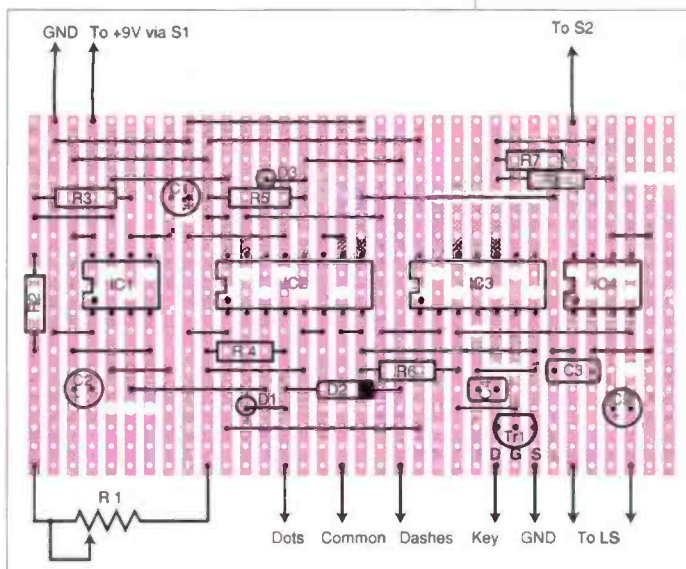 GND To +9V via S1 To S2
R7
D3
R3 C1 R5
IC1 IC2 IC3 IC4
R2
R4
R6 C3
C2 D2
D1
Tr1
D G S
R 1
Dots Common Dashes Key GND To LS